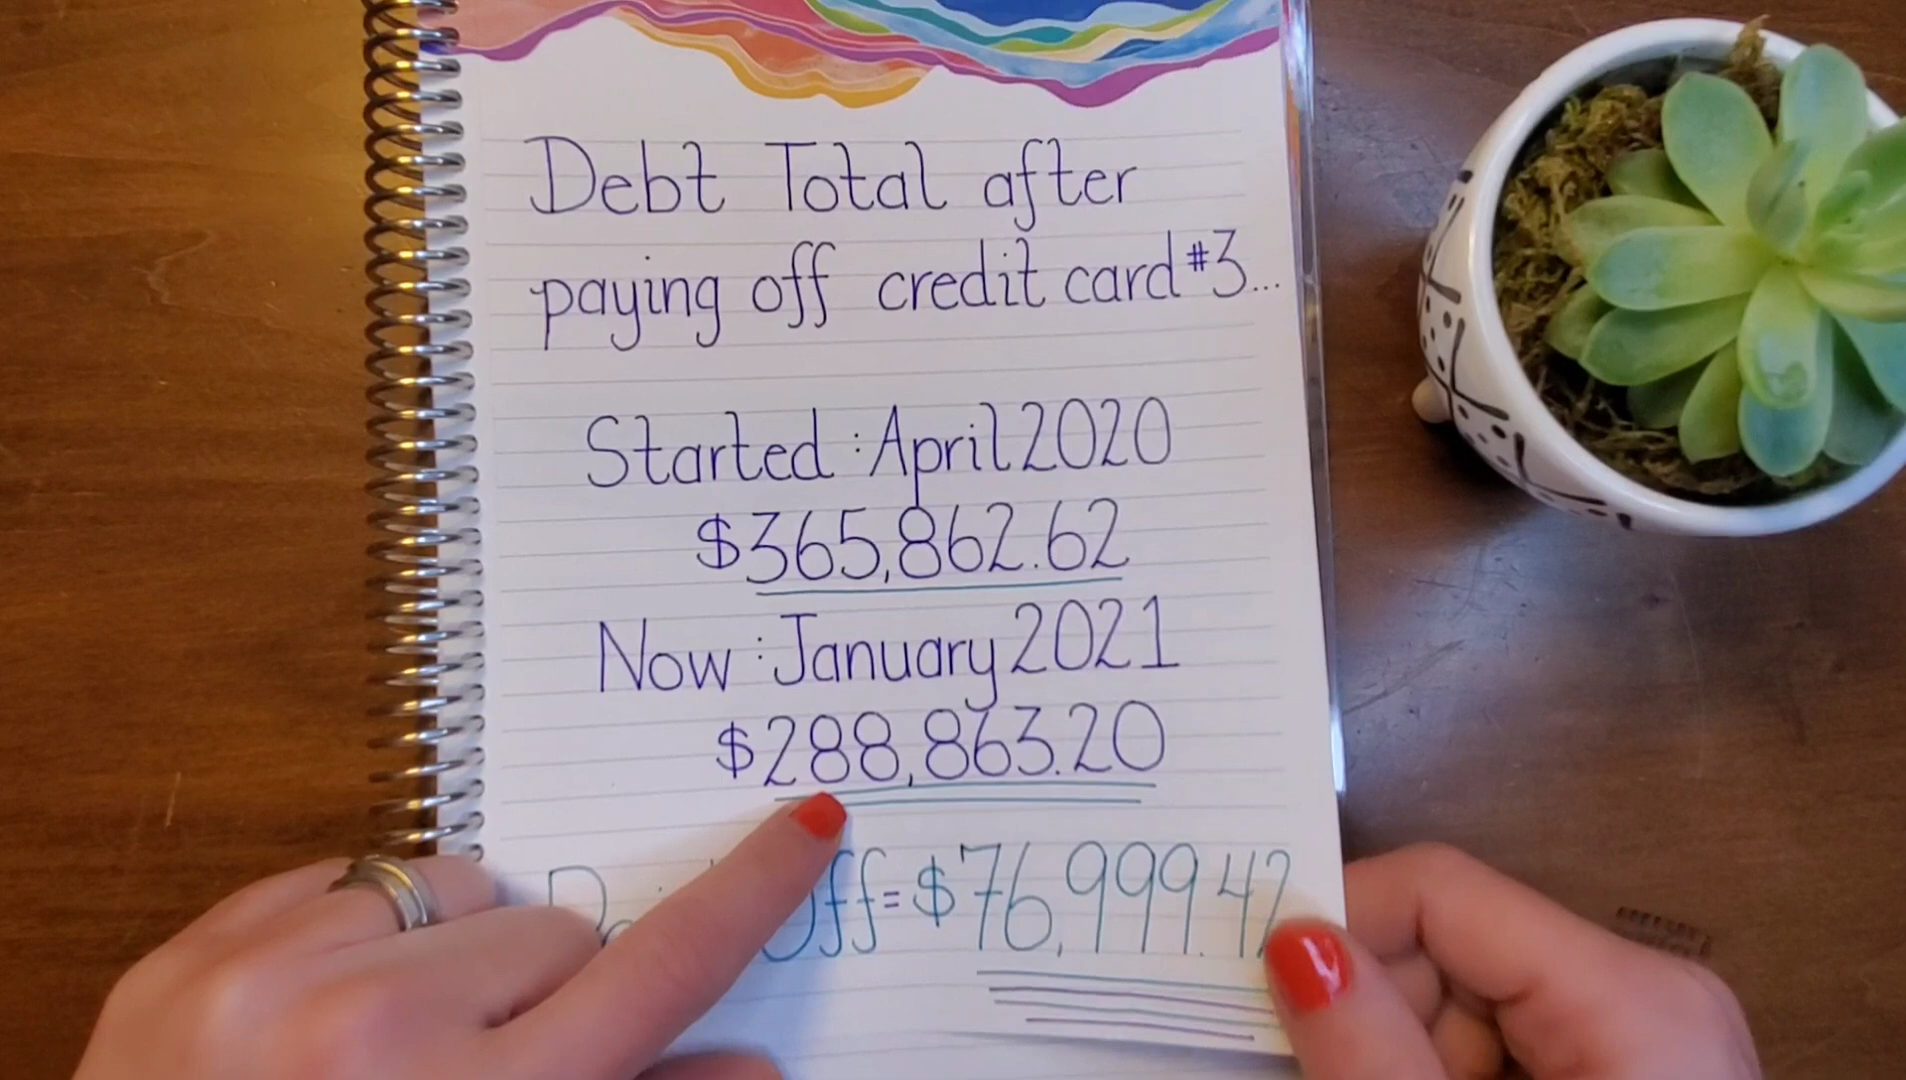 Debt Total after
paying off credit card #3...
Started: April 2020
$365,862.62
Now: January 2021
$288,863.20
Off = $76,999.42